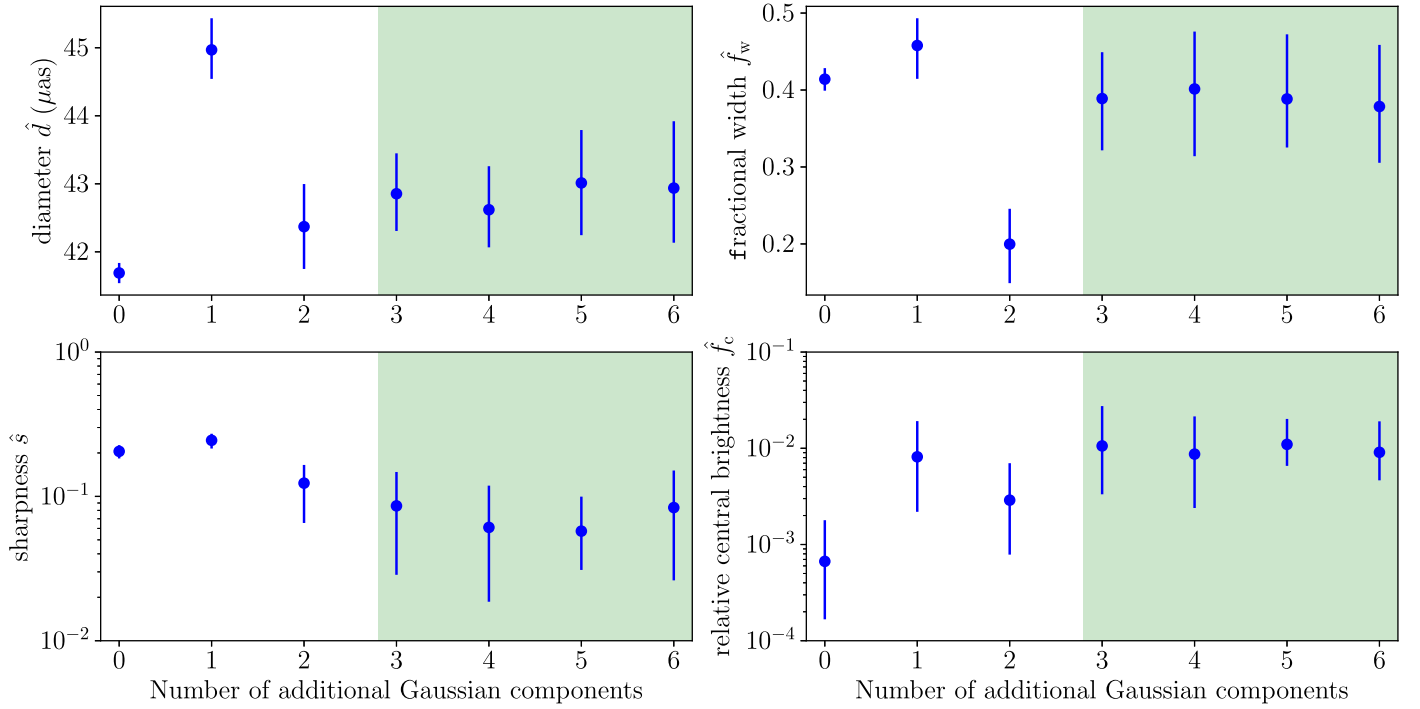 diameter d̂ (μas)
45
44
43
42
0 1 2 3 4 5 6
fractional width f̂w
0.5
0.4
0.3
0.2
0 1 2 3 4 5 6
sharpness ŝ
10⁰
10⁻¹
10⁻²
0 1 2 3 4 5 6
Number of additional Gaussian components
relative central brightness f̂c
10⁻¹
10⁻²
10⁻³
10⁻⁴
0 1 2 3 4 5 6
Number of additional Gaussian components